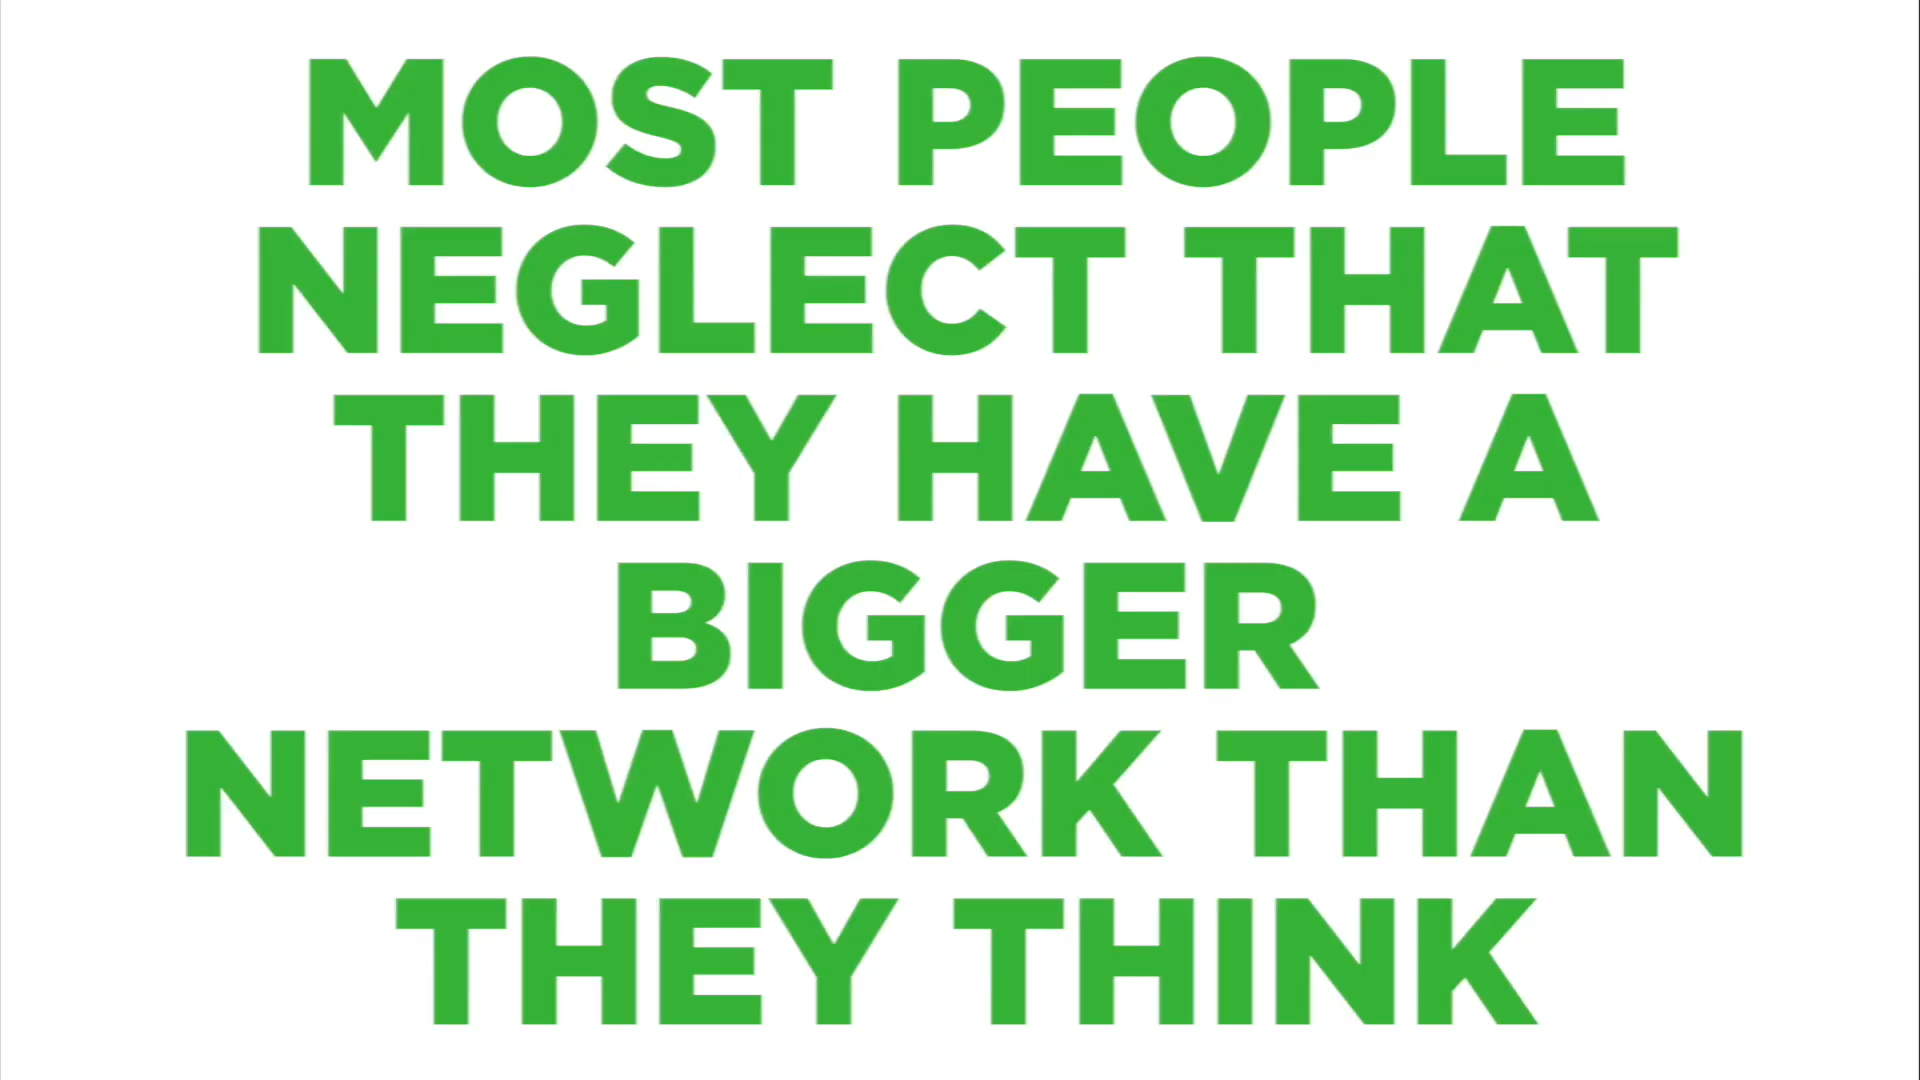 MOST PEOPLE
NEGLECT THAT
THEY HAVE A
BIGGER
NETWORK THAN
THEY THINK